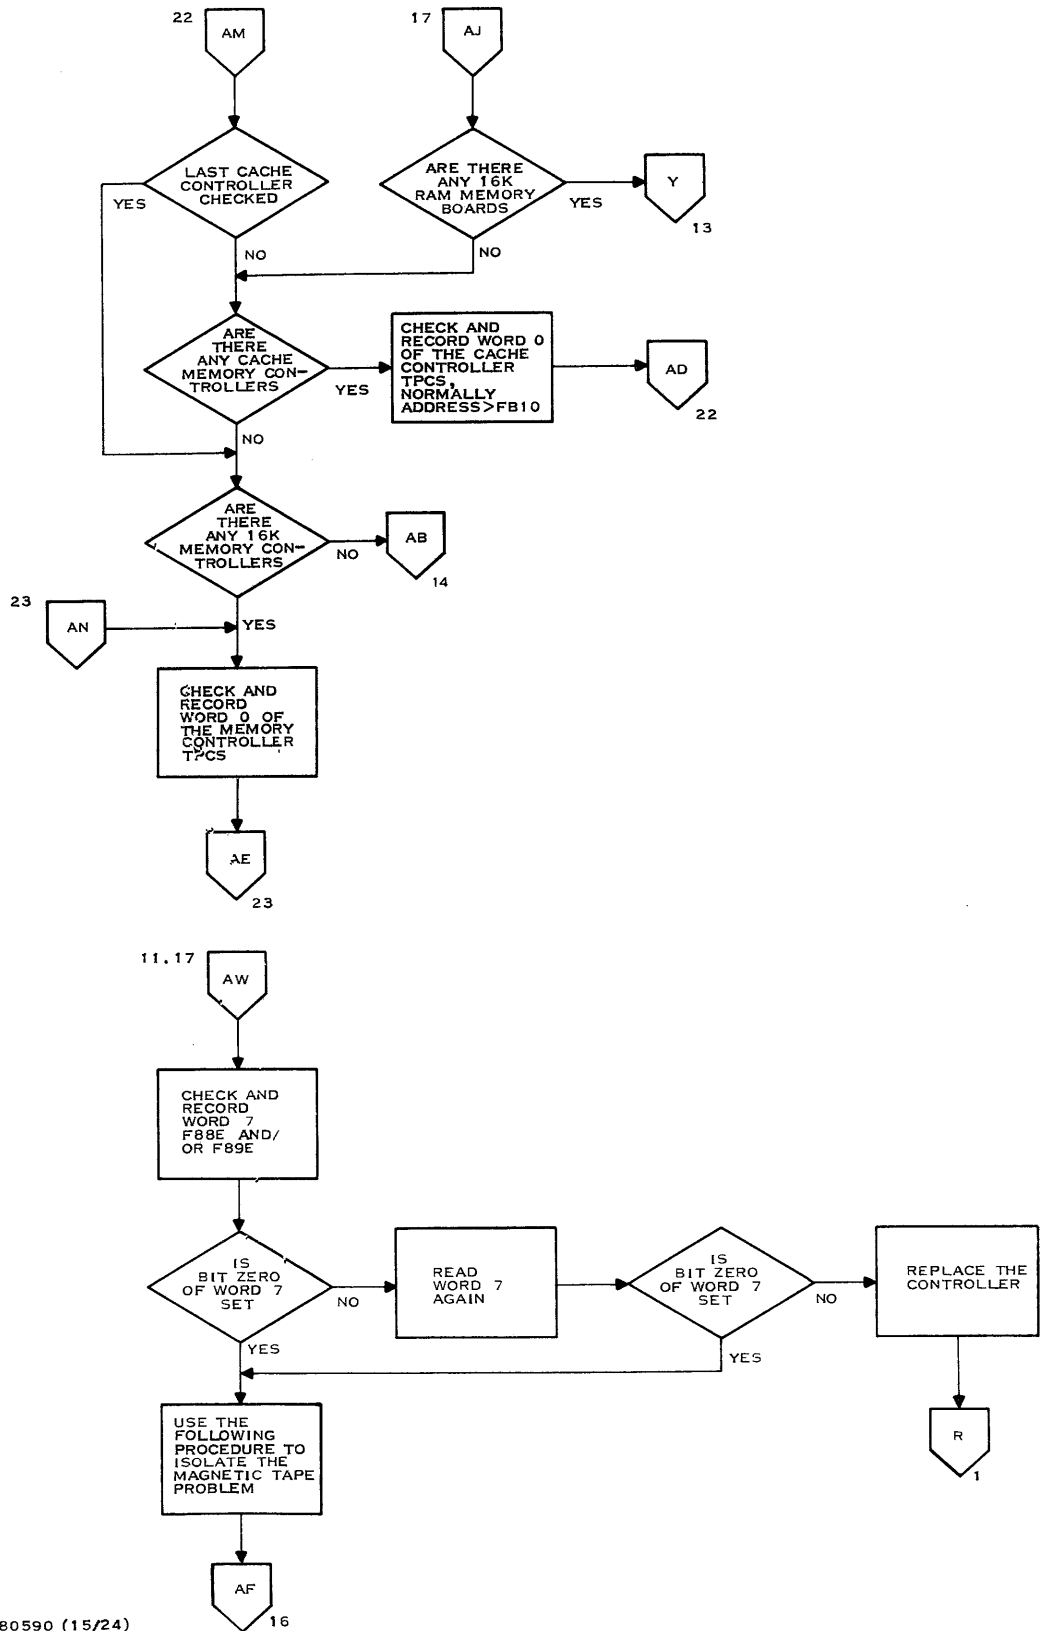 22
AM
17
AJ
LAST CACHE
CONTROLLER
CHECKED
YES
NO
ARE THERE
ANY 16K
RAM MEMORY
BOARDS
YES
NO
Y
13
ARE
THERE
ANY CACHE
MEMORY CON-
TROLLERS
YES
NO
CHECK AND
RECORD WORD 0
OF THE CACHE
CONTROLLER
TPCS,
NORMALLY
ADDRESS>FB10
AD
22
ARE
THERE
ANY 16K
MEMORY CON-
TROLLERS
NO
AB
14
23
AN
YES
CHECK AND
RECORD
WORD 0 OF
THE MEMORY
CONTROLLER
TPCS
AE
23
11,17
AW
CHECK AND
RECORD
WORD 7
F88E AND/
OR F89E
IS
BIT ZERO
OF WORD 7
SET
NO
YES
READ
WORD 7
AGAIN
IS
BIT ZERO
OF WORD 7
SET
NO
YES
REPLACE THE
CONTROLLER
R
1
USE THE
FOLLOWING
PROCEDURE TO
ISOLATE THE
MAGNETIC TAPE
PROBLEM
AF
16
80590 (15/24)